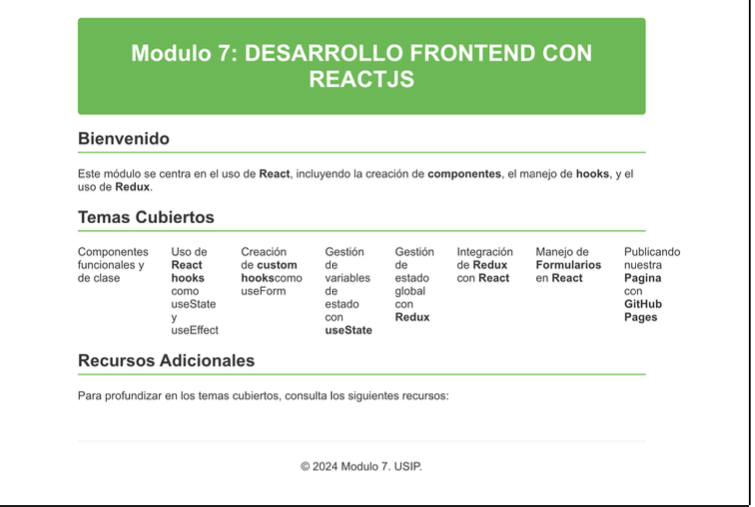 Modulo 7: DESARROLLO FRONTEND CON
REACTJS
Bienvenido
Este módulo se centra en el uso de React, incluyendo la creación de componentes, el manejo de hooks, y el
uso de Redux.
Temas Cubiertos
Componentes
funcionales y
de clase
Uso de
React
hooks
como
useState
y
useEffect
Creación
de custom
hookscomo
useForm
Gestión
de
variables
de
estado
con
useState
Gestión
de
estado
global
con
Redux
Integración
de Redux
con React
Manejo de
Formularios
en React
Publicando
nuestra
Pagina
con
GitHub
Pages
Recursos Adicionales
Para profundizar en los temas cubiertos, consulta los siguientes recursos:
© 2024 Modulo 7. USIP.